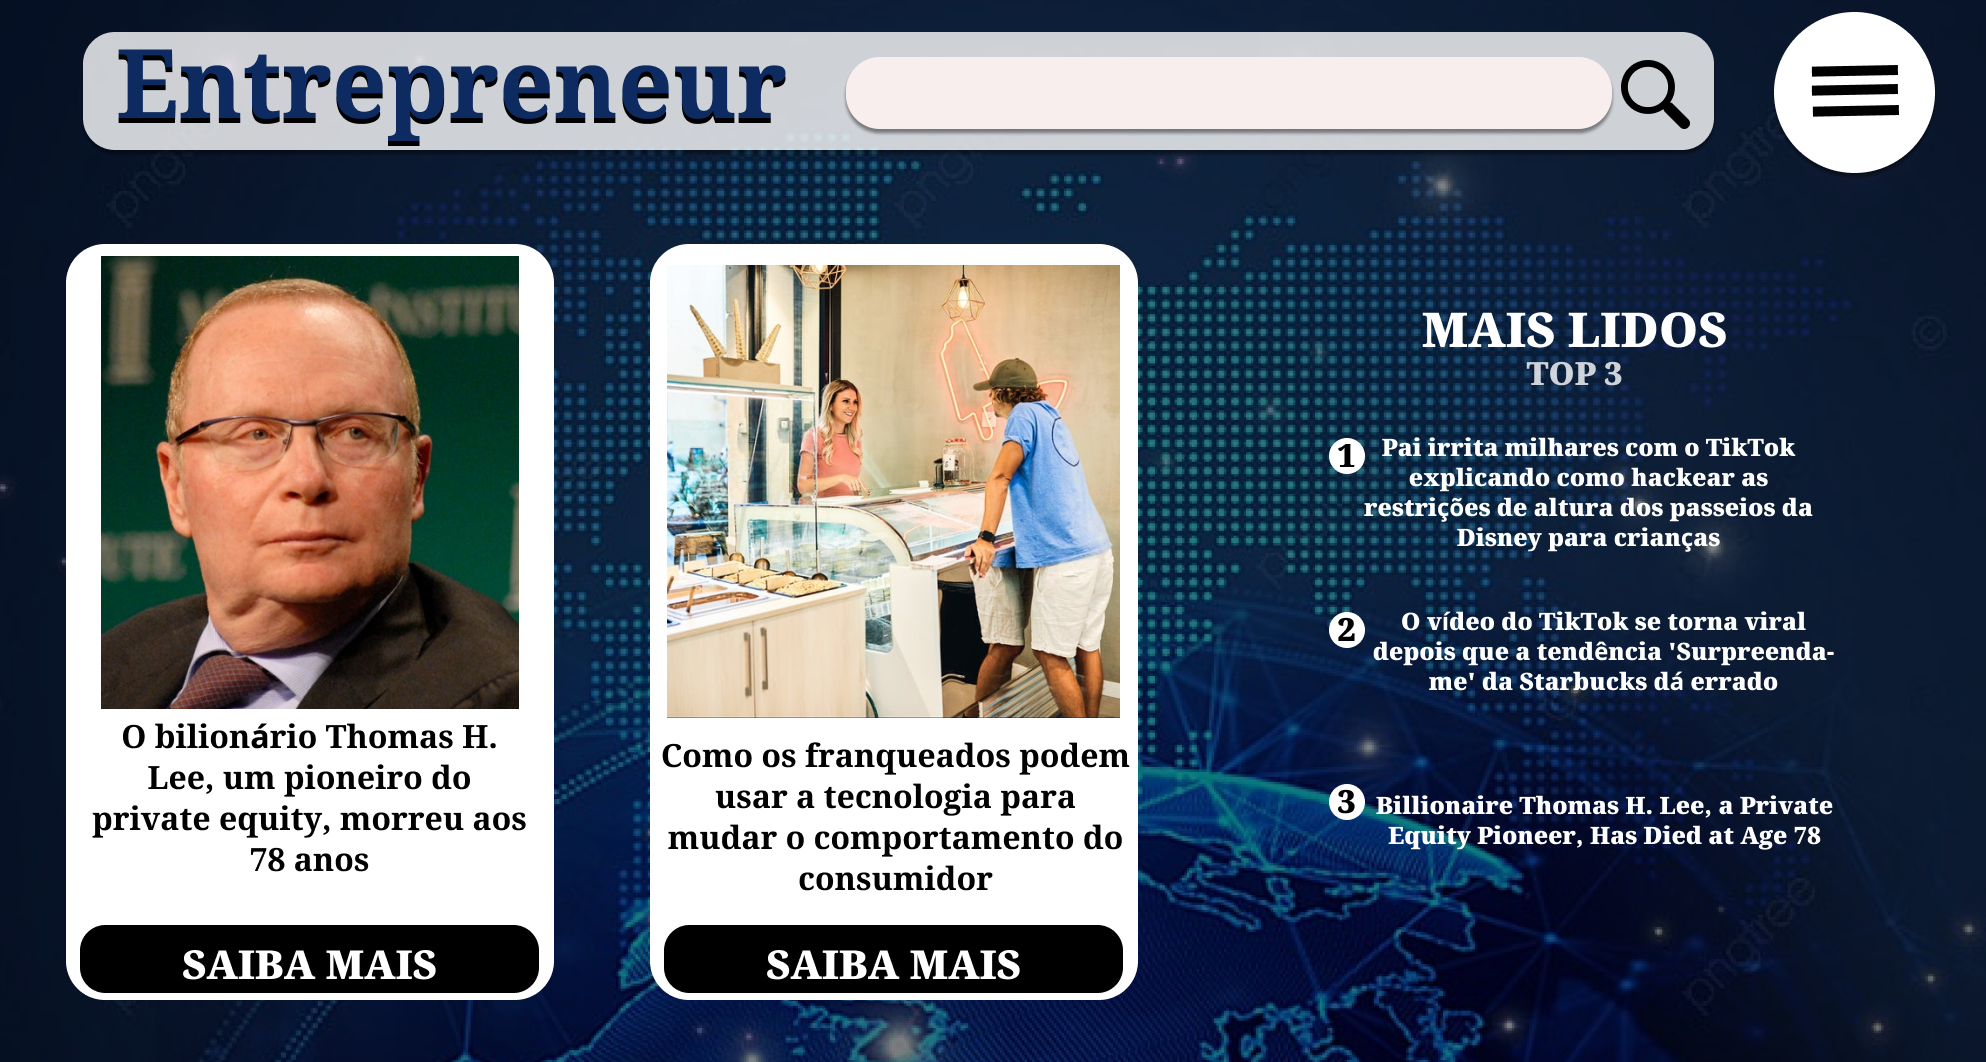 Entrepreneur
O bilionário Thomas H.
Lee, um pioneiro do
private equity, morreu aos
78 anos
SAIBA MAIS
Como os franqueados podem
usar a tecnologia para
mudar o comportamento do
consumidor
SAIBA MAIS
MAIS LIDOS
TOP 3
1 Pai irrita milhares com o TikTok
explicando como hackear as
restrições de altura dos passeios da
Disney para crianças
2 O vídeo do TikTok se torna viral
depois que a tendência 'Surpreenda-
me' da Starbucks dá errado
3 Billionaire Thomas H. Lee, a Private
Equity Pioneer, Has Died at Age 78
pngtree
pngtree
pngtree
pngtree